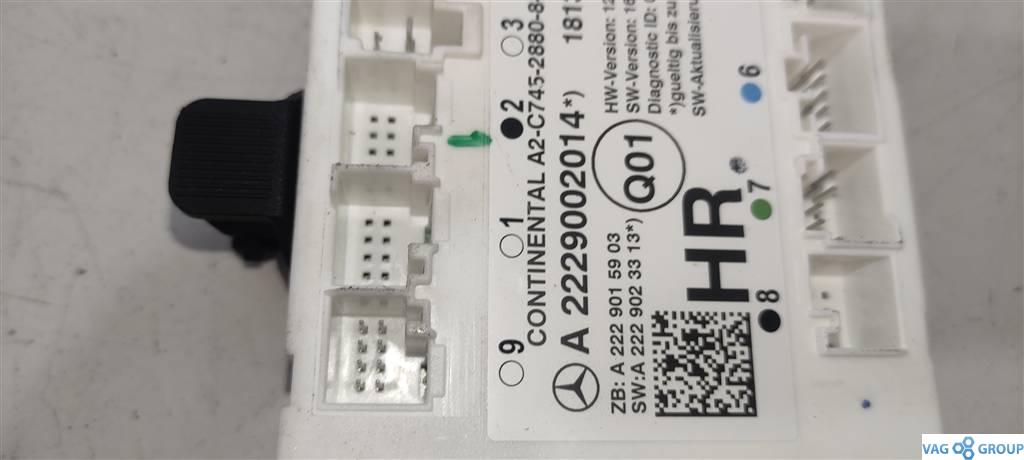 3
2
1
9
CONTINENTAL A2-C745-2880-8-
A 2229002014*) 181
ZB: A 222 901 59 03
SW: A 222 902 33 13*)
HW-Version: 12
SW-Version: 16
Diagnostic ID:
*)gueltig bis zu
SW-Aktualisierun
Q01
HR
6
7
8
VAG GROUP